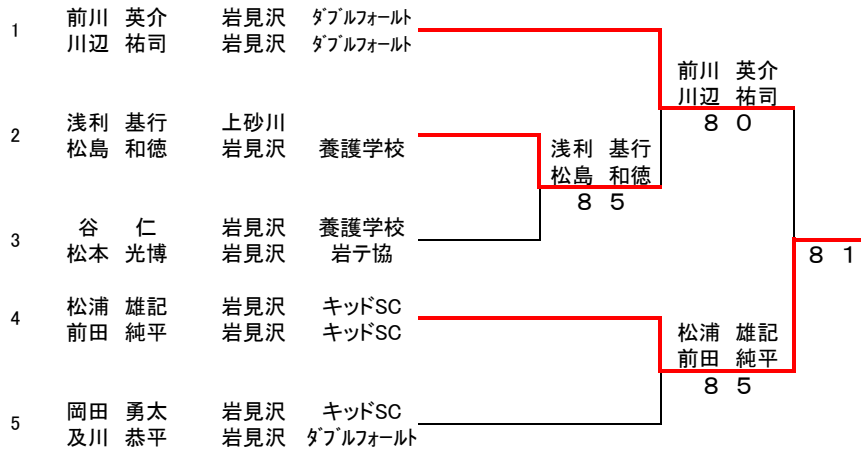 1
前川 英介 岩見沢 ﾀﾞﾌﾞﾙﾌｫｰﾙﾄ
川辺 祐司 岩見沢 ﾀﾞﾌﾞﾙﾌｫｰﾙﾄ
前川 英介
川辺 祐司
８ ０
2
浅利 基行 上砂川
松島 和徳 岩見沢 養護学校
浅利 基行
松島 和徳
８ ５
3
谷 仁 岩見沢 養護学校
松本 光博 岩見沢 岩テ協
８ １
4
松浦 雄記 岩見沢 キッドSC
前田 純平 岩見沢 キッドSC
松浦 雄記
前田 純平
８ ５
5
岡田 勇太 岩見沢 キッドSC
及川 恭平 岩見沢 ﾀﾞﾌﾞﾙﾌｫｰﾙﾄ